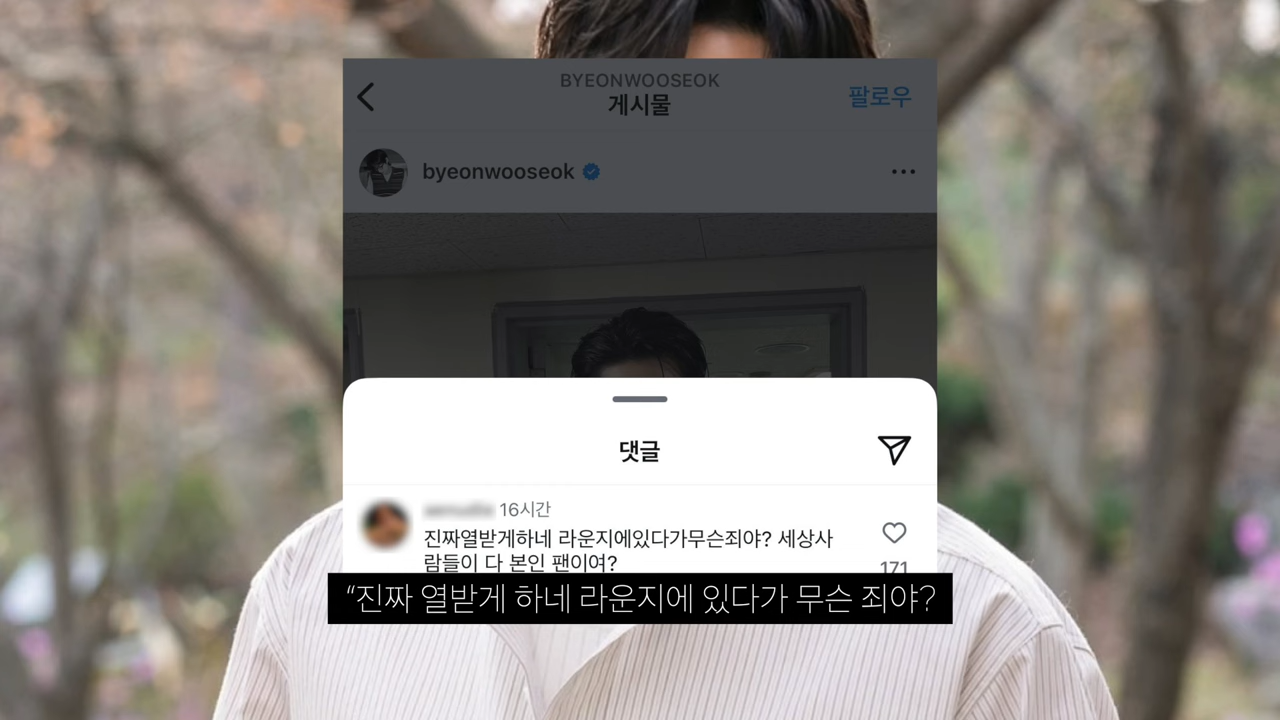 BYEONWOOSEOK
게시물
팔로우
byeonwooseok
댓글
16시간
진짜열받게하네 라운지에있다가무슨죄야? 세상사
람들이 다 본인 팬이여?
171
“진짜 열받게 하네 라운지에 있다가 무슨 죄야?